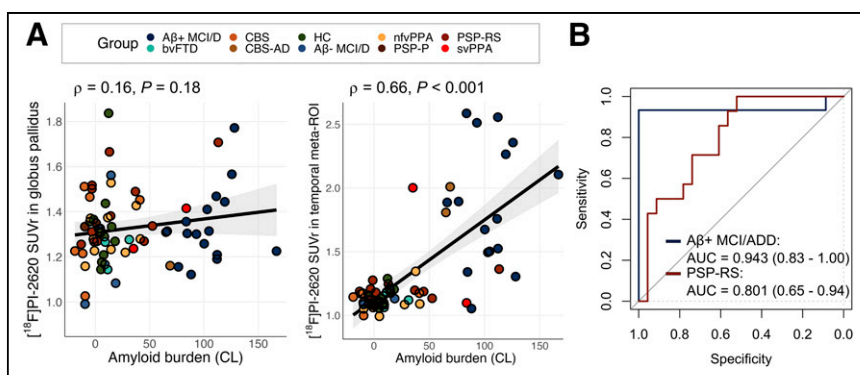 A
B
Group
Aβ+ MCI/D CBS HC nfvPPA PSP-RS
bvFTD CBS-AD Aβ- MCI/D PSP-P svPPA
ρ = 0.16, P = 0.18
ρ = 0.66, P < 0.001
[¹⁸F]PI-2620 SUVr in globus pallidus
1.8
1.6
1.4
1.2
1.0
0 50 100 150
Amyloid burden (CL)
[¹⁸F]PI-2620 SUVr in temporal meta-ROI
2.5
2.0
1.5
1.0
0 50 100 150
Amyloid burden (CL)
Sensitivity
1.0
0.8
0.6
0.4
0.2
0.0
Aβ+ MCI/ADD:
AUC = 0.943 (0.83 - 1.00)
PSP-RS:
AUC = 0.801 (0.65 - 0.94)
1.0 0.8 0.6 0.4 0.2 0.0
Specificity